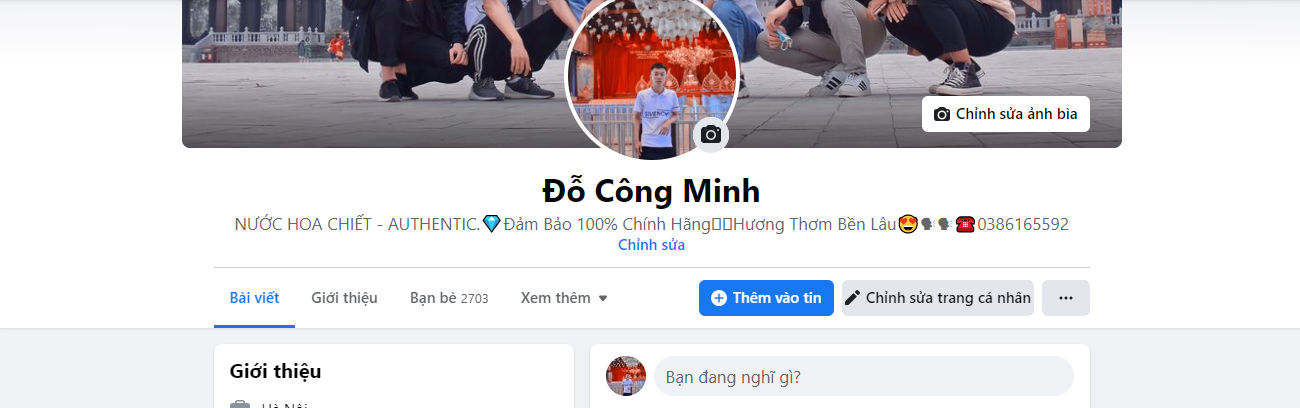 GIVENCHY
Chỉnh sửa ảnh bìa
Đỗ Công Minh
NƯỚC HOA CHIẾT - AUTHENTIC.💎Đảm Bảo 100% Chính Hãng▯▯Hương Thơm Bền Lâu😍🗣🗣☎️0386165592
Chỉnh sửa
Bài viết Giới thiệu Bạn bè 2703 Xem thêm Thêm vào tin Chỉnh sửa trang cá nhân
Giới thiệu
Bạn đang nghĩ gì?
Hà Nội